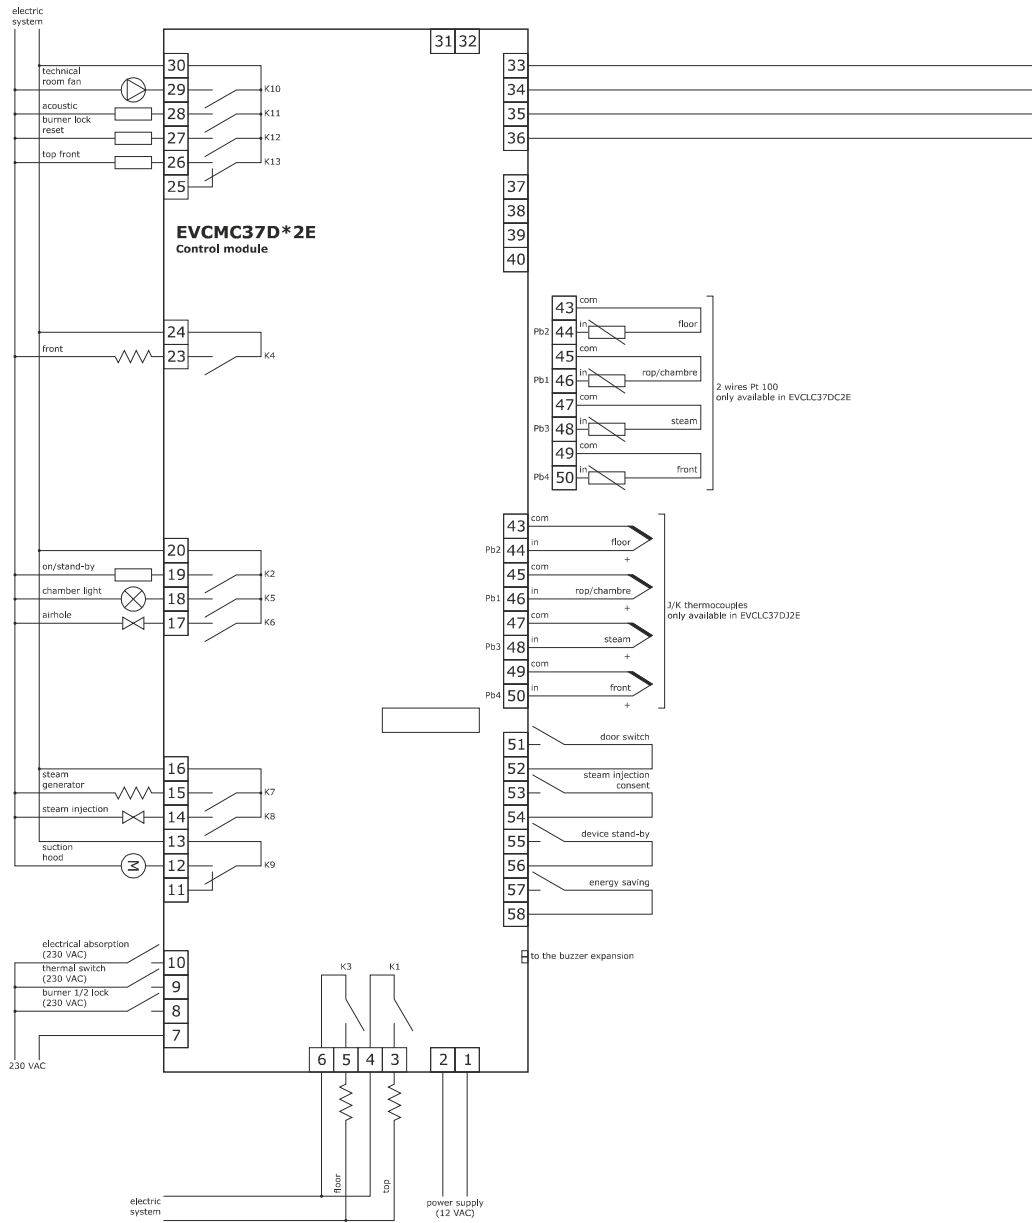 electric
system
31 32
30
33
technical
room fan
29
K10
34
acoustic
28
K11
35
burner lock
reset
27
K12
36
top front
26
K13
25
37
38
EVCMC37D*2E
Control module
39
40
43 com
24
Pb2 44 in floor
front
23
K4
45 com
Pb1 46 in rop/chambre
2 wires Pt 100
only available in EVCLC37DC2E
47 com
Pb3 48 in steam
49 com
Pb4 50 in front
43 com
20
Pb2 44 in floor
+
on/stand-by
19
K2
45 com
chamber light
18
K5
Pb1 46 in rop/chambre
+
J/K thermocouples
only available in EVCLC37DJ2E
airhole
17
K6
47 com
Pb3 48 in steam
+
49 com
Pb4 50 in front
+
51
door switch
16
52
steam
generator
15
K7
53
steam injection
consent
steam injection
14
K8
54
13
55
device stand-by
suction
hood
M
12
K9
56
11
57
energy saving
58
electrical absorption
(230 VAC)
10
to the buzzer expansion
thermal switch
(230 VAC)
9
K3
K1
burner 1/2 lock
(230 VAC)
8
7
230 VAC
6 5 4 3 2 1
floor
top
electric
system
power supply
(12 VAC)